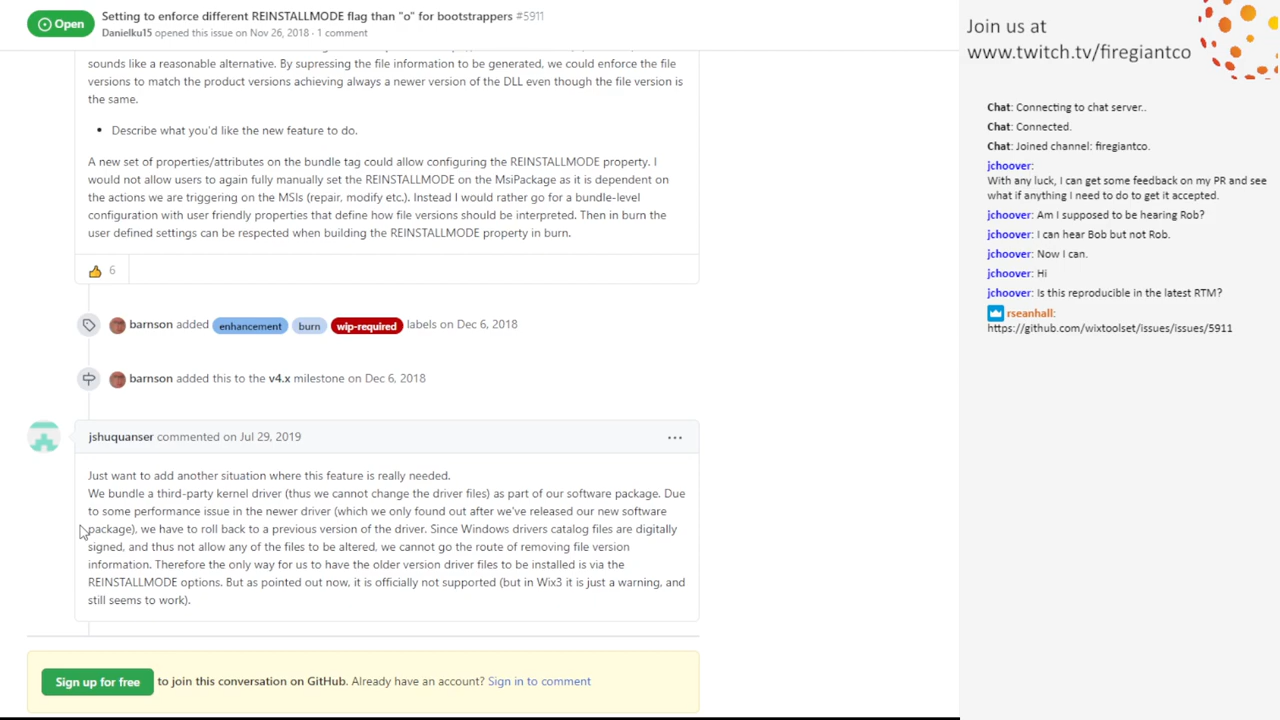 Open
Setting to enforce different REINSTALLMODE flag than "o" for bootstrappers #5911
Danielku15 opened this issue on Nov 26, 2018 · 1 comment
sounds like a reasonable alternative. By supressing the file information to be generated, we could enforce the file
versions to match the product versions achieving always a newer version of the DLL even though the file version is
the same.
• Describe what you'd like the new feature to do.
A new set of properties/attributes on the bundle tag could allow configuring the REINSTALLMODE property. I
would not allow users to again fully manually set the REINSTALLMODE on the MsiPackage as it is dependent on
the actions we are triggering on the MSIs (repair, modify etc.). Instead I would rather go for a bundle-level
configuration with user friendly properties that define how file versions should be interpreted. Then in burn the
user defined settings can be respected when building the REINSTALLMODE property in burn.
👍 6
barnson added enhancement burn wip-required labels on Dec 6, 2018
barnson added this to the v4.x milestone on Dec 6, 2018
jshuquanser commented on Jul 29, 2019 ...
Just want to add another situation where this feature is really needed.
We bundle a third-party kernel driver (thus we cannot change the driver files) as part of our software package. Due
to some performance issue in the newer driver (which we only found out after we've released our new software
package), we have to roll back to a previous version of the driver. Since Windows drivers catalog files are digitally
signed, and thus not allow any of the files to be altered, we cannot go the route of removing file version
information. Therefore the only way for us to have the older version driver files to be installed is via the
REINSTALLMODE options. But as pointed out now, it is officially not supported (but in Wix3 it is just a warning, and
still seems to work).
Sign up for free to join this conversation on GitHub. Already have an account? Sign in to comment
Join us at
www.twitch.tv/firegiantco
Chat: Connecting to chat server..
Chat: Connected.
Chat: Joined channel: firegiantco.
jchoover:
With any luck, I can get some feedback on my PR and see
what if anything I need to do to get it accepted.
jchoover: Am I supposed to be hearing Rob?
jchoover: I can hear Bob but not Rob.
jchoover: Now I can.
jchoover: Hi
jchoover: Is this reproducible in the latest RTM?
rseanhall:
https://github.com/wixtoolset/issues/issues/5911